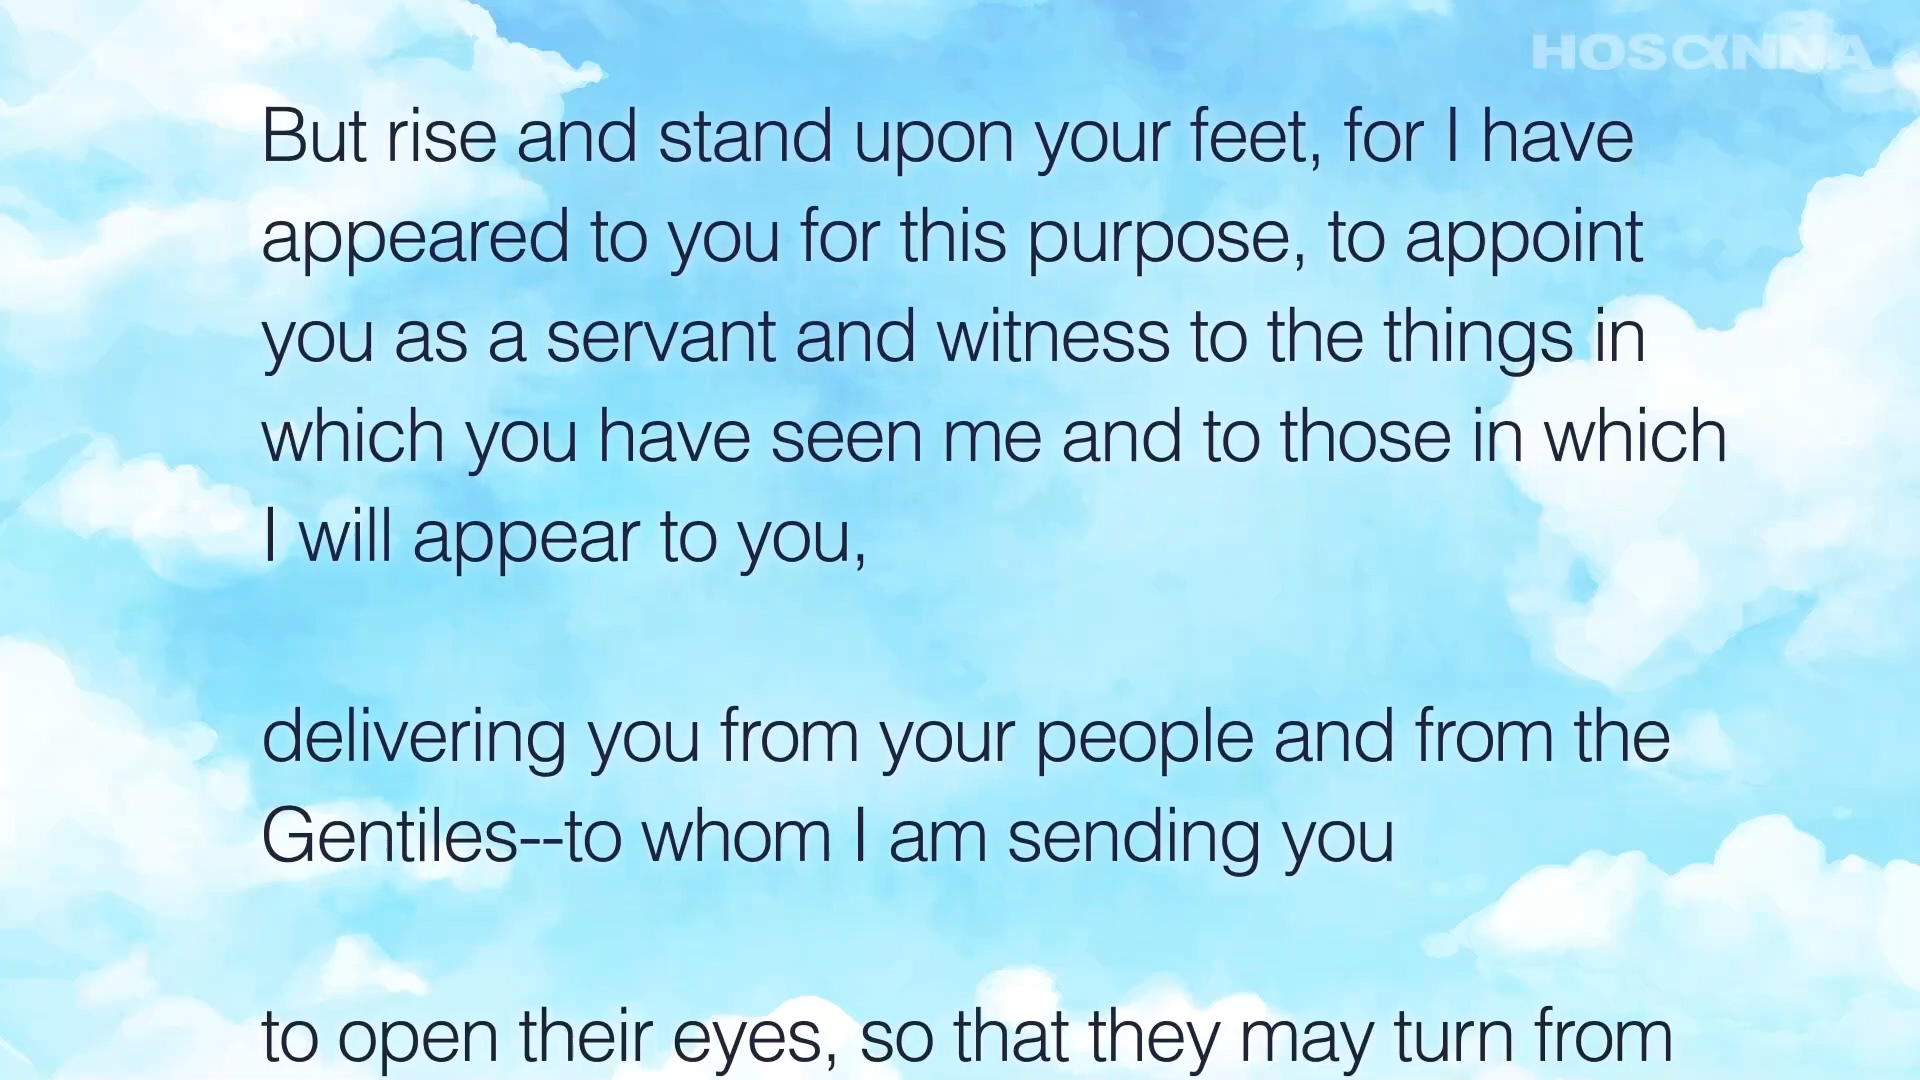 HOSANNA
But rise and stand upon your feet, for I have
appeared to you for this purpose, to appoint
you as a servant and witness to the things in
which you have seen me and to those in which
I will appear to you,
delivering you from your people and from the
Gentiles--to whom I am sending you
to open their eyes, so that they may turn from